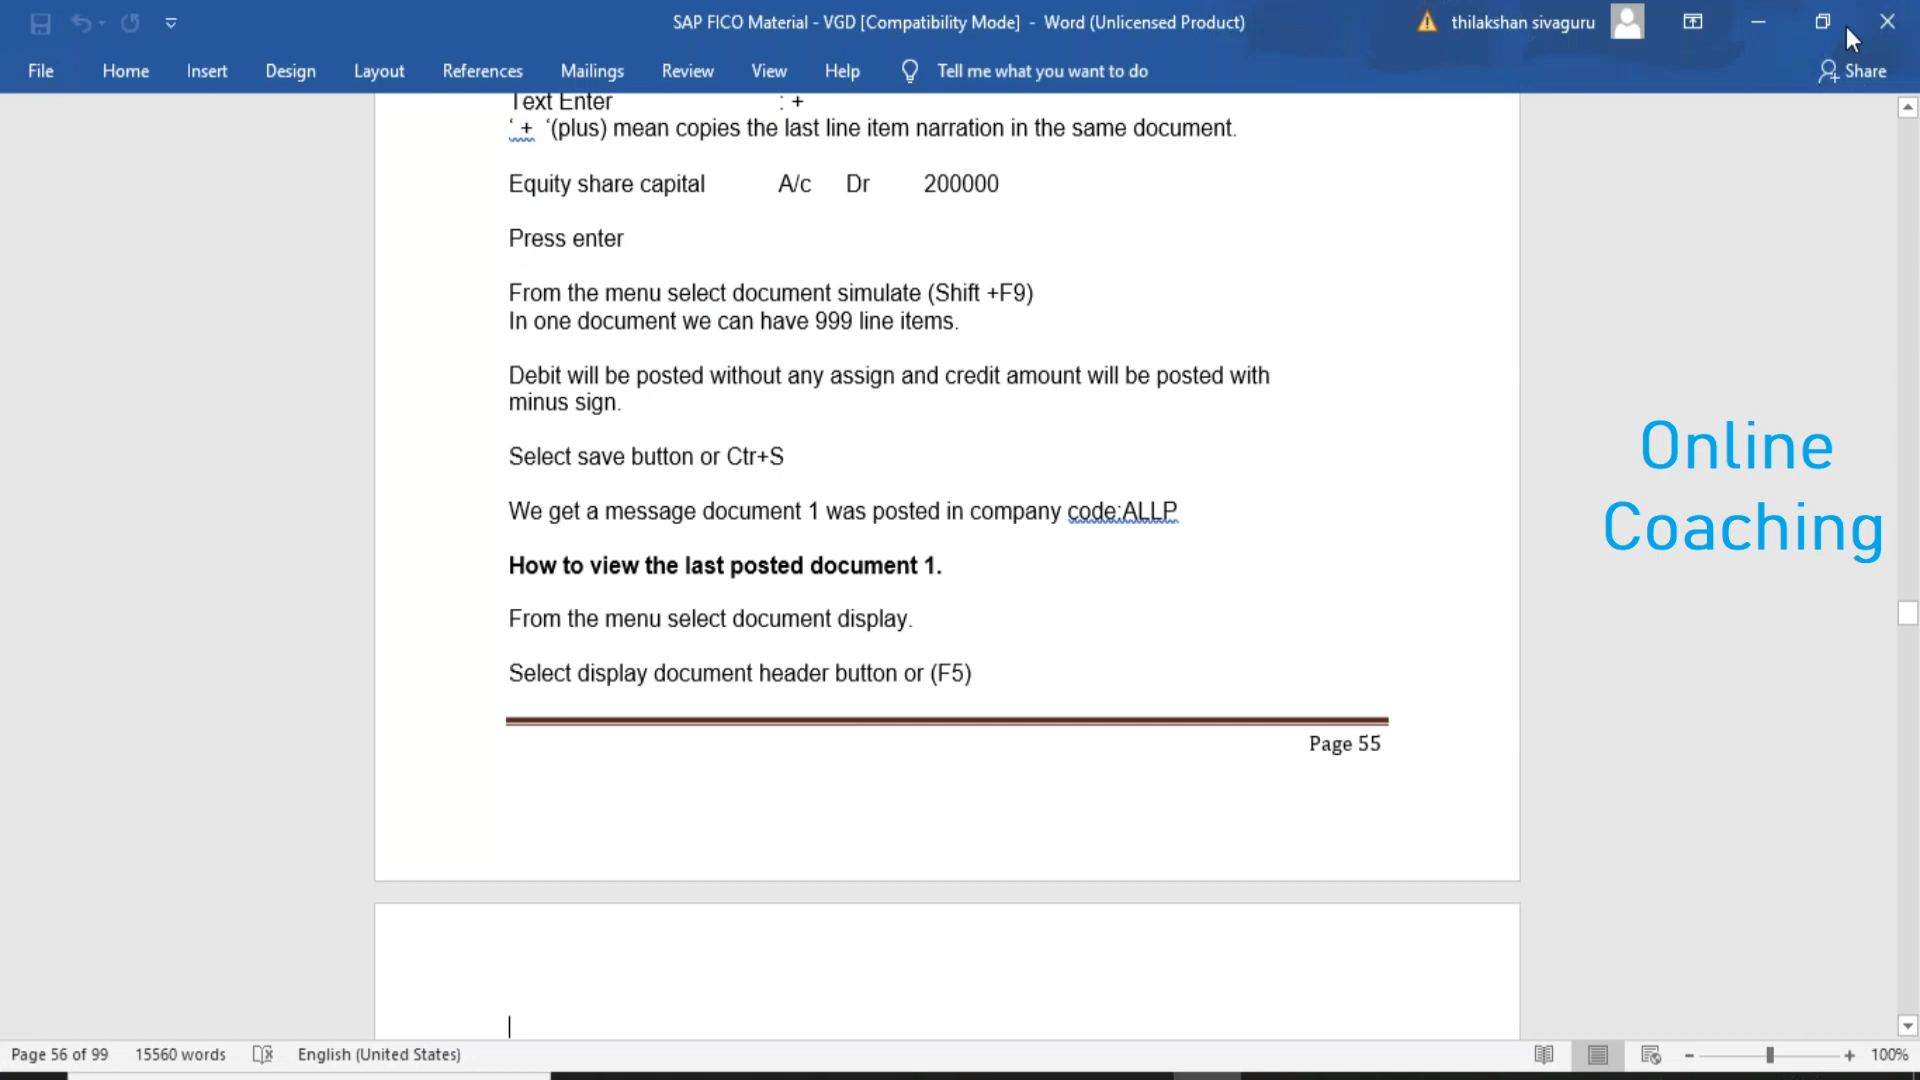 SAP FICO Material - VGD [Compatibility Mode] - Word (Unlicensed Product)
thilakshan sivaguru
File Home Insert Design Layout References Mailings Review View Help Tell me what you want to do
Share
Text Enter : +
‘ + ‘(plus) mean copies the last line item narration in the same document.
Equity share capital A/c Dr 200000
Press enter
From the menu select document simulate (Shift +F9)
In one document we can have 999 line items.
Debit will be posted without any assign and credit amount will be posted with
minus sign.
Select save button or Ctr+S
We get a message document 1 was posted in company code:ALLP
How to view the last posted document 1.
From the menu select document display.
Select display document header button or (F5)
Page 55
Online
Coaching
Page 56 of 99 15560 words English (United States) 100%